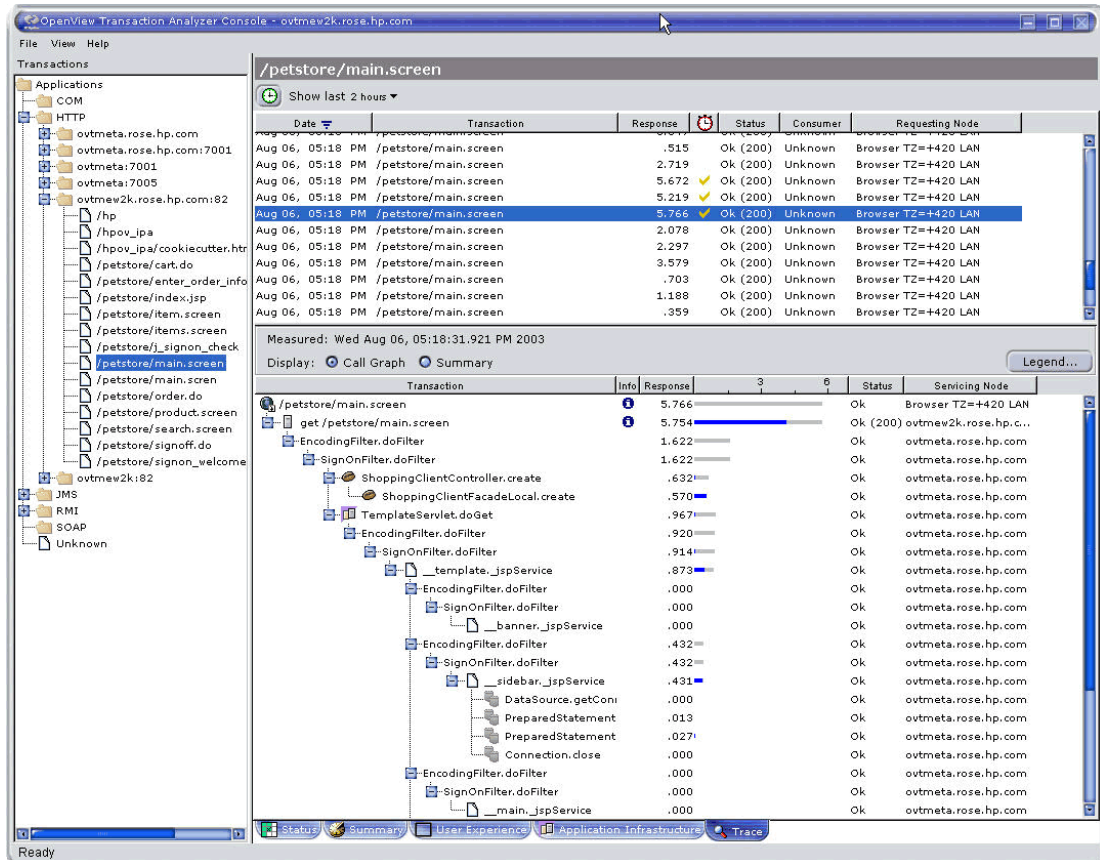 OpenView Transaction Analyzer Console - ovtmew2k.rose.hp.com
File View Help
Transactions
Applications
COM
HTTP
ovtmeta.rose.hp.com
ovtmeta.rose.hp.com:7001
ovtmeta:7001
ovtmeta:7005
ovtmew2k.rose.hp.com:82
/hp
/hpov_ipa
/hpov_ipa/cookiecutter.htr
/petstore/cart.do
/petstore/enter_order_info
/petstore/index.jsp
/petstore/item.screen
/petstore/items.screen
/petstore/j_signon_check
/petstore/main.screen
/petstore/main.scren
/petstore/order.do
/petstore/product.screen
/petstore/search.screen
/petstore/signoff.do
/petstore/signon_welcome
ovtmew2k:82
JMS
RMI
SOAP
Unknown
/petstore/main.screen
Show last 2 hours
Date Transaction Response Status Consumer Requesting Node
Aug 06, 05:18 PM /petstore/main.screen .515 Ok (200) Unknown Browser TZ=+420 LAN
Aug 06, 05:18 PM /petstore/main.screen 2.719 Ok (200) Unknown Browser TZ=+420 LAN
Aug 06, 05:18 PM /petstore/main.screen 5.672 Ok (200) Unknown Browser TZ=+420 LAN
Aug 06, 05:18 PM /petstore/main.screen 5.219 Ok (200) Unknown Browser TZ=+420 LAN
Aug 06, 05:18 PM /petstore/main.screen 5.766 Ok (200) Unknown Browser TZ=+420 LAN
Aug 06, 05:18 PM /petstore/main.screen 2.078 Ok (200) Unknown Browser TZ=+420 LAN
Aug 06, 05:18 PM /petstore/main.screen 2.297 Ok (200) Unknown Browser TZ=+420 LAN
Aug 06, 05:18 PM /petstore/main.screen 3.579 Ok (200) Unknown Browser TZ=+420 LAN
Aug 06, 05:18 PM /petstore/main.screen .703 Ok (200) Unknown Browser TZ=+420 LAN
Aug 06, 05:18 PM /petstore/main.screen 1.188 Ok (200) Unknown Browser TZ=+420 LAN
Aug 06, 05:18 PM /petstore/main.screen .359 Ok (200) Unknown Browser TZ=+420 LAN
Measured: Wed Aug 06, 05:18:31.921 PM 2003
Display: Call Graph Summary Legend...
Transaction Info Response 3 6 Status Servicing Node
/petstore/main.screen 5.766 Ok Browser TZ=+420 LAN
get /petstore/main.screen 5.754 Ok (200) ovtmew2k.rose.hp.c...
EncodingFilter.doFilter 1.622 Ok ovtmeta.rose.hp.com
SignOnFilter.doFilter 1.622 Ok ovtmeta.rose.hp.com
ShoppingClientController.create .632 Ok ovtmeta.rose.hp.com
ShoppingClientFacadeLocal.create .570 Ok ovtmeta.rose.hp.com
TemplateServlet.doGet .967 Ok ovtmeta.rose.hp.com
EncodingFilter.doFilter .920 Ok ovtmeta.rose.hp.com
SignOnFilter.doFilter .914 Ok ovtmeta.rose.hp.com
__template._jspService .873 Ok ovtmeta.rose.hp.com
EncodingFilter.doFilter .000 Ok ovtmeta.rose.hp.com
SignOnFilter.doFilter .000 Ok ovtmeta.rose.hp.com
__banner._jspService .000 Ok ovtmeta.rose.hp.com
EncodingFilter.doFilter .432 Ok ovtmeta.rose.hp.com
SignOnFilter.doFilter .432 Ok ovtmeta.rose.hp.com
__sidebar._jspService .431 Ok ovtmeta.rose.hp.com
DataSource.getConn .000 Ok ovtmeta.rose.hp.com
PreparedStatement .013 Ok ovtmeta.rose.hp.com
PreparedStatement .027 Ok ovtmeta.rose.hp.com
Connection.close .000 Ok ovtmeta.rose.hp.com
EncodingFilter.doFilter .000 Ok ovtmeta.rose.hp.com
SignOnFilter.doFilter .000 Ok ovtmeta.rose.hp.com
__main._jspService .000 Ok ovtmeta.rose.hp.com
Status Summary User Experience Application Infrastructure Trace
Ready